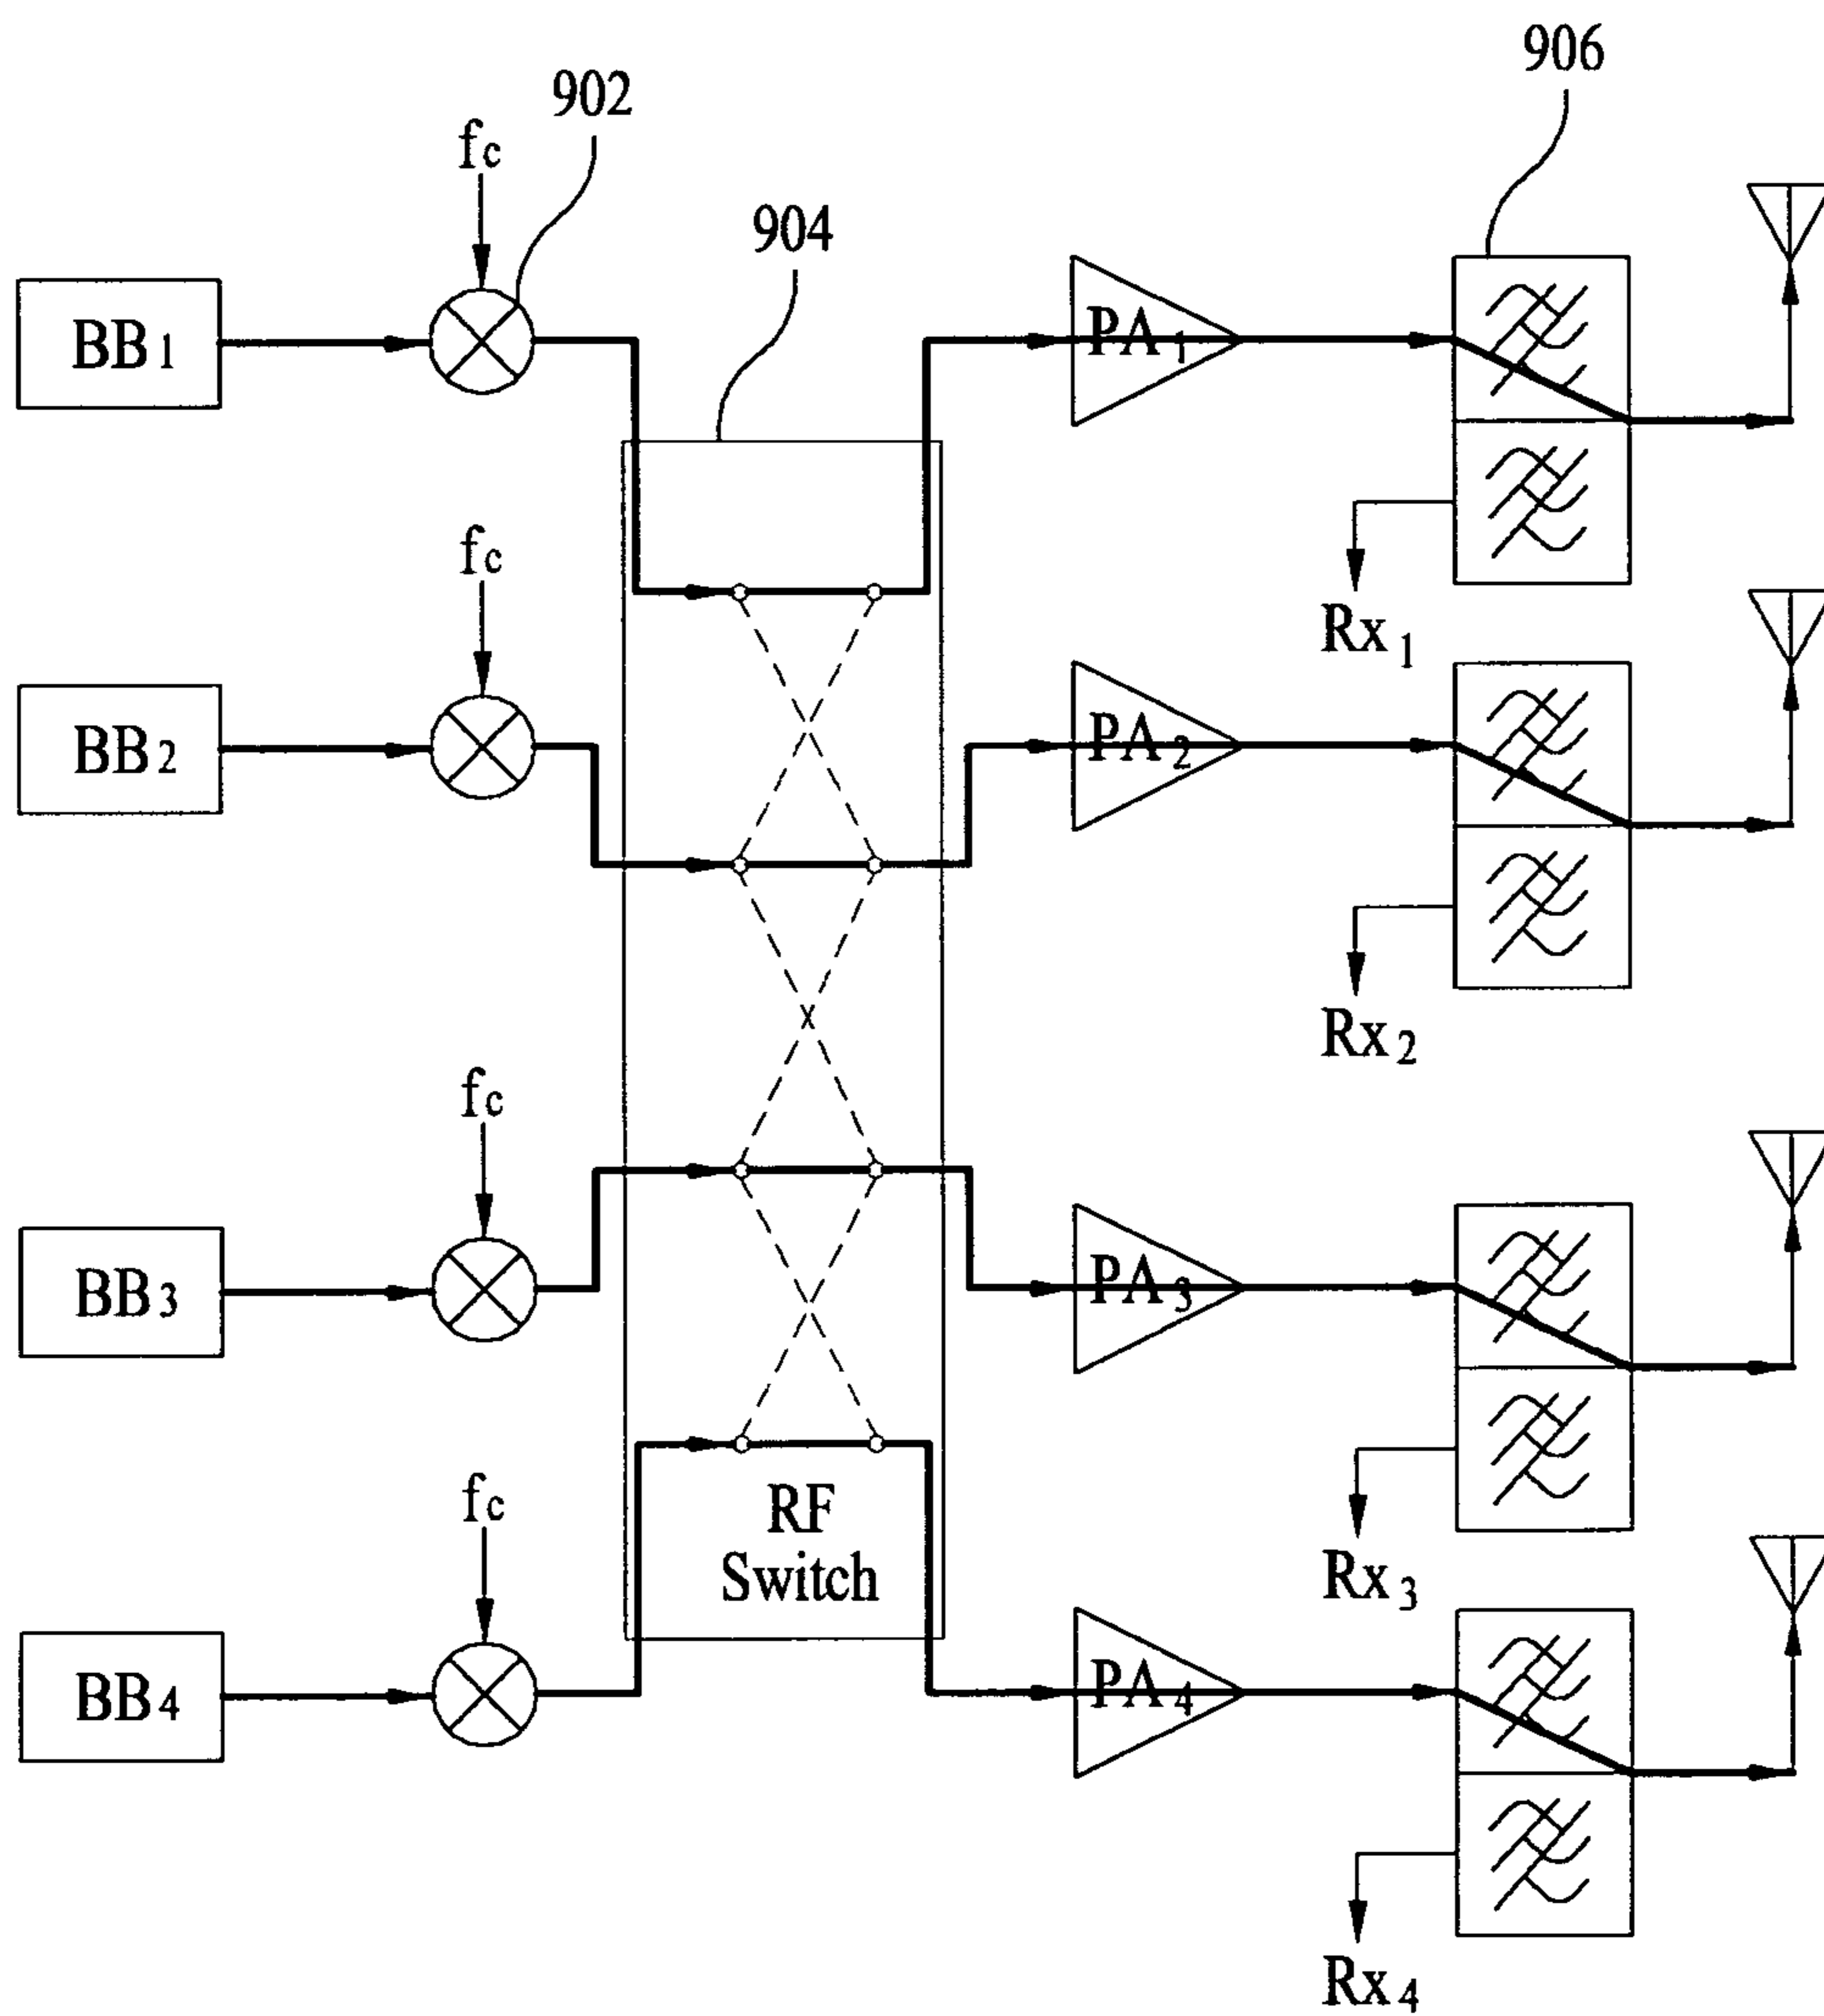 906
902
fc
904
BB1
PA1
fc
Rx1
BB2
PA2
Rx2
fc
BB3
PA3
fc
RF
Switch
Rx3
BB4
PA4
Rx4